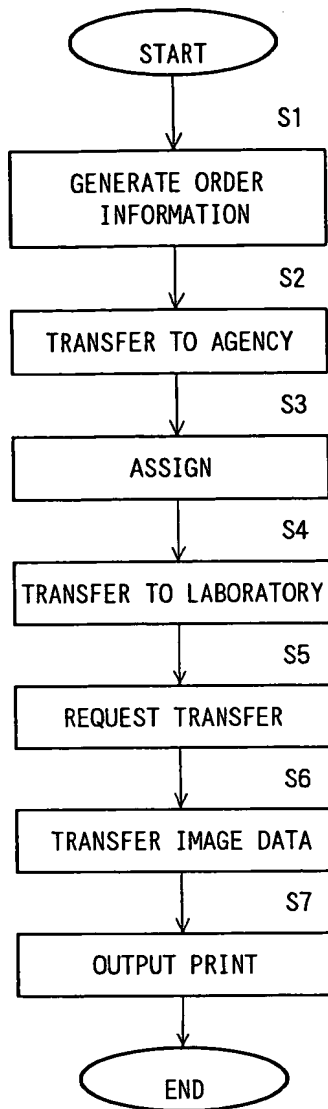 START
S1
GENERATE ORDER
INFORMATION
S2
TRANSFER TO AGENCY
S3
ASSIGN
S4
TRANSFER TO LABORATORY
S5
REQUEST TRANSFER
S6
TRANSFER IMAGE DATA
S7
OUTPUT PRINT
END